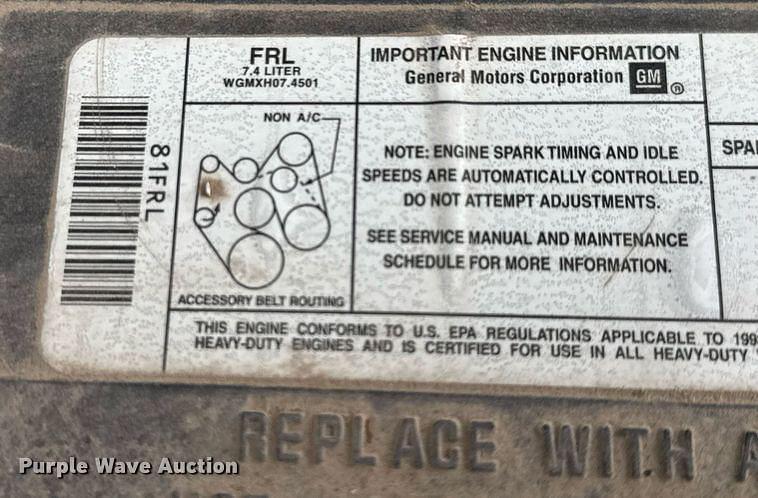 FRL
7.4 LITER
WGMXH07.4501
IMPORTANT ENGINE INFORMATION
General Motors Corporation GM ®
81FRL
NON A/C
ACCESSORY BELT ROUTING
NOTE: ENGINE SPARK TIMING AND IDLE
SPEEDS ARE AUTOMATICALLY CONTROLLED.
DO NOT ATTEMPT ADJUSTMENTS.
SEE SERVICE MANUAL AND MAINTENANCE
SCHEDULE FOR MORE INFORMATION.
THIS ENGINE CONFORMS TO U.S. EPA REGULATIONS APPLICABLE TO
HEAVY-DUTY ENGINES AND IS CERTIFIED FOR USE IN ALL HEAVY-DUTY
REPLACE WITH
Purple Wave Auction